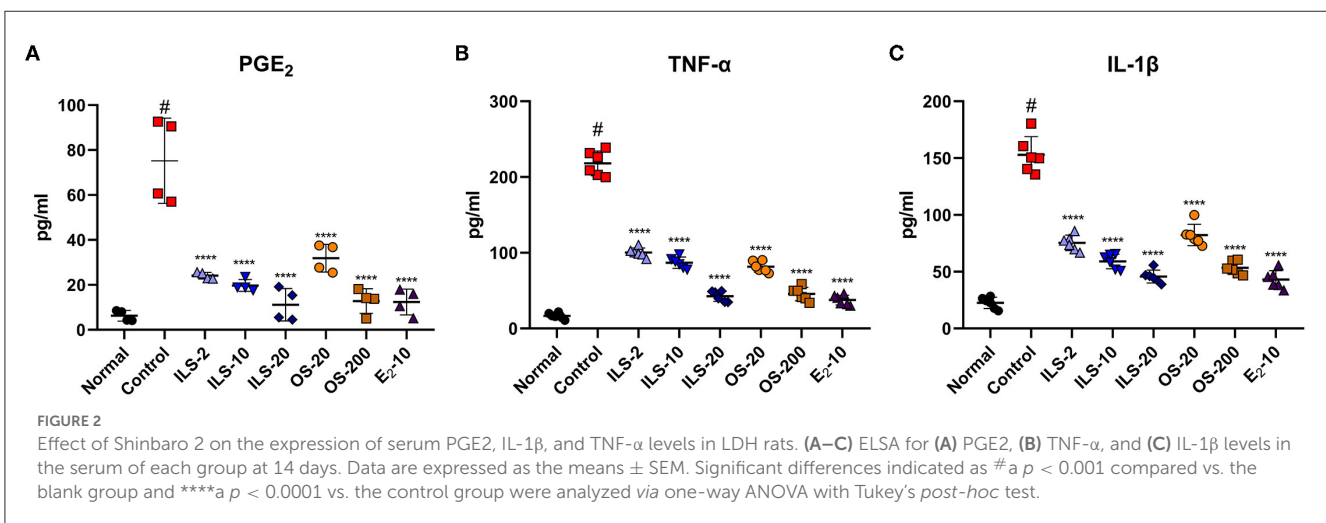 A
PGE₂
pg/ml
100
80
60
40
20
0
#
****
****
****
****
****
****
Normal
Control
ILS-2
ILS-10
ILS-20
OS-20
OS-200
E₂-10
B
TNF-α
pg/ml
300
200
100
0
#
****
****
****
****
****
****
Normal
Control
ILS-2
ILS-10
ILS-20
OS-20
OS-200
E₂-10
C
IL-1β
pg/ml
200
150
100
50
0
#
****
****
****
****
****
****
Normal
Control
ILS-2
ILS-10
ILS-20
OS-20
OS-200
E₂-10
FIGURE 2
Effect of Shinbaro 2 on the expression of serum PGE2, IL-1β, and TNF-α levels in LDH rats. (A–C) ELSA for (A) PGE2, (B) TNF-α, and (C) IL-1β levels in
the serum of each group at 14 days. Data are expressed as the means ± SEM. Significant differences indicated as #a p < 0.001 compared vs. the
blank group and ****a p < 0.0001 vs. the control group were analyzed via one-way ANOVA with Tukey's post-hoc test.